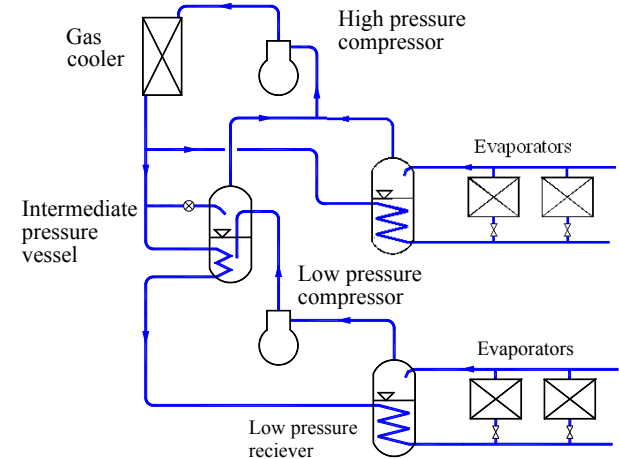 High pressure
compressor
Gas
cooler
Evaporators
Intermediate
pressure
vessel
Low pressure
compressor
Evaporators
Low pressure
reciever